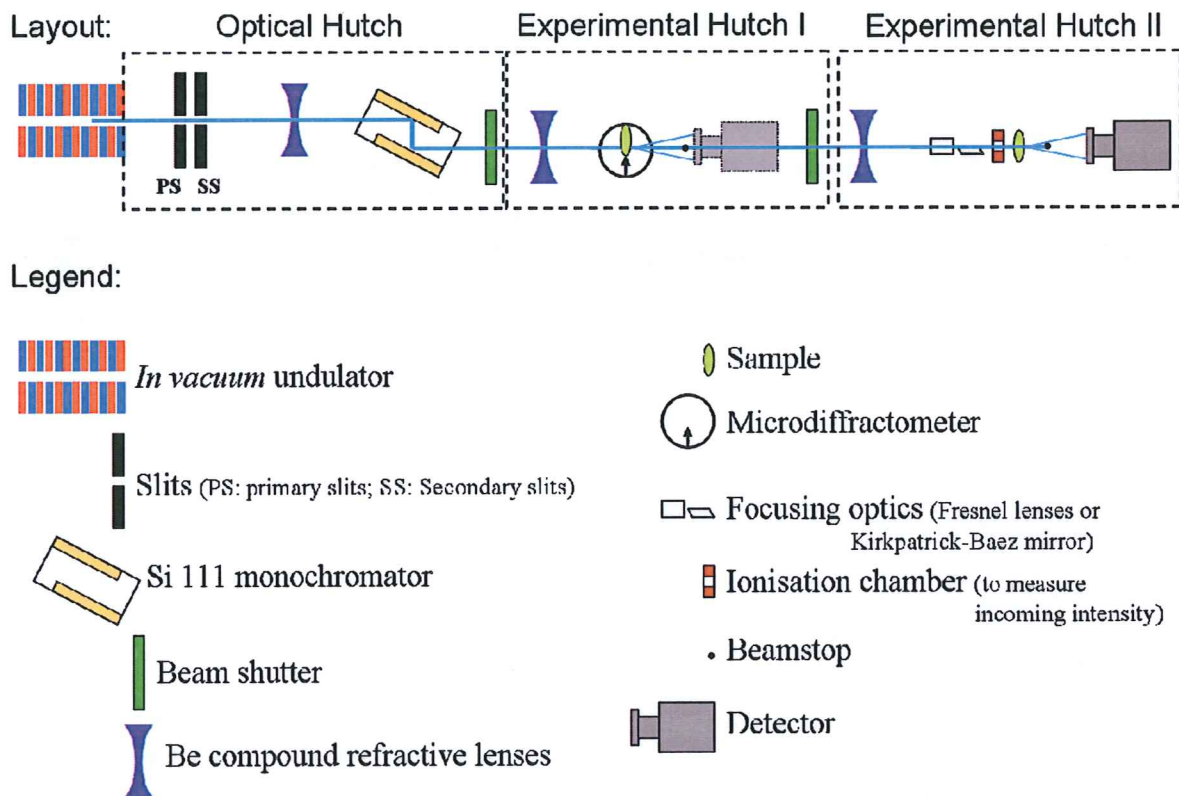 Layout:
Optical Hutch
Experimental Hutch I
Experimental Hutch II
PS
SS
Legend:
In vacuum undulator
Slits (PS: primary slits; SS: Secondary slits)
Si 111 monochromator
Beam shutter
Be compound refractive lenses
Sample
Microdiffractometer
Focusing optics (Fresnel lenses or
Kirkpatrick-Baez mirror)
Ionisation chamber (to measure
incoming intensity)
Beamstop
Detector